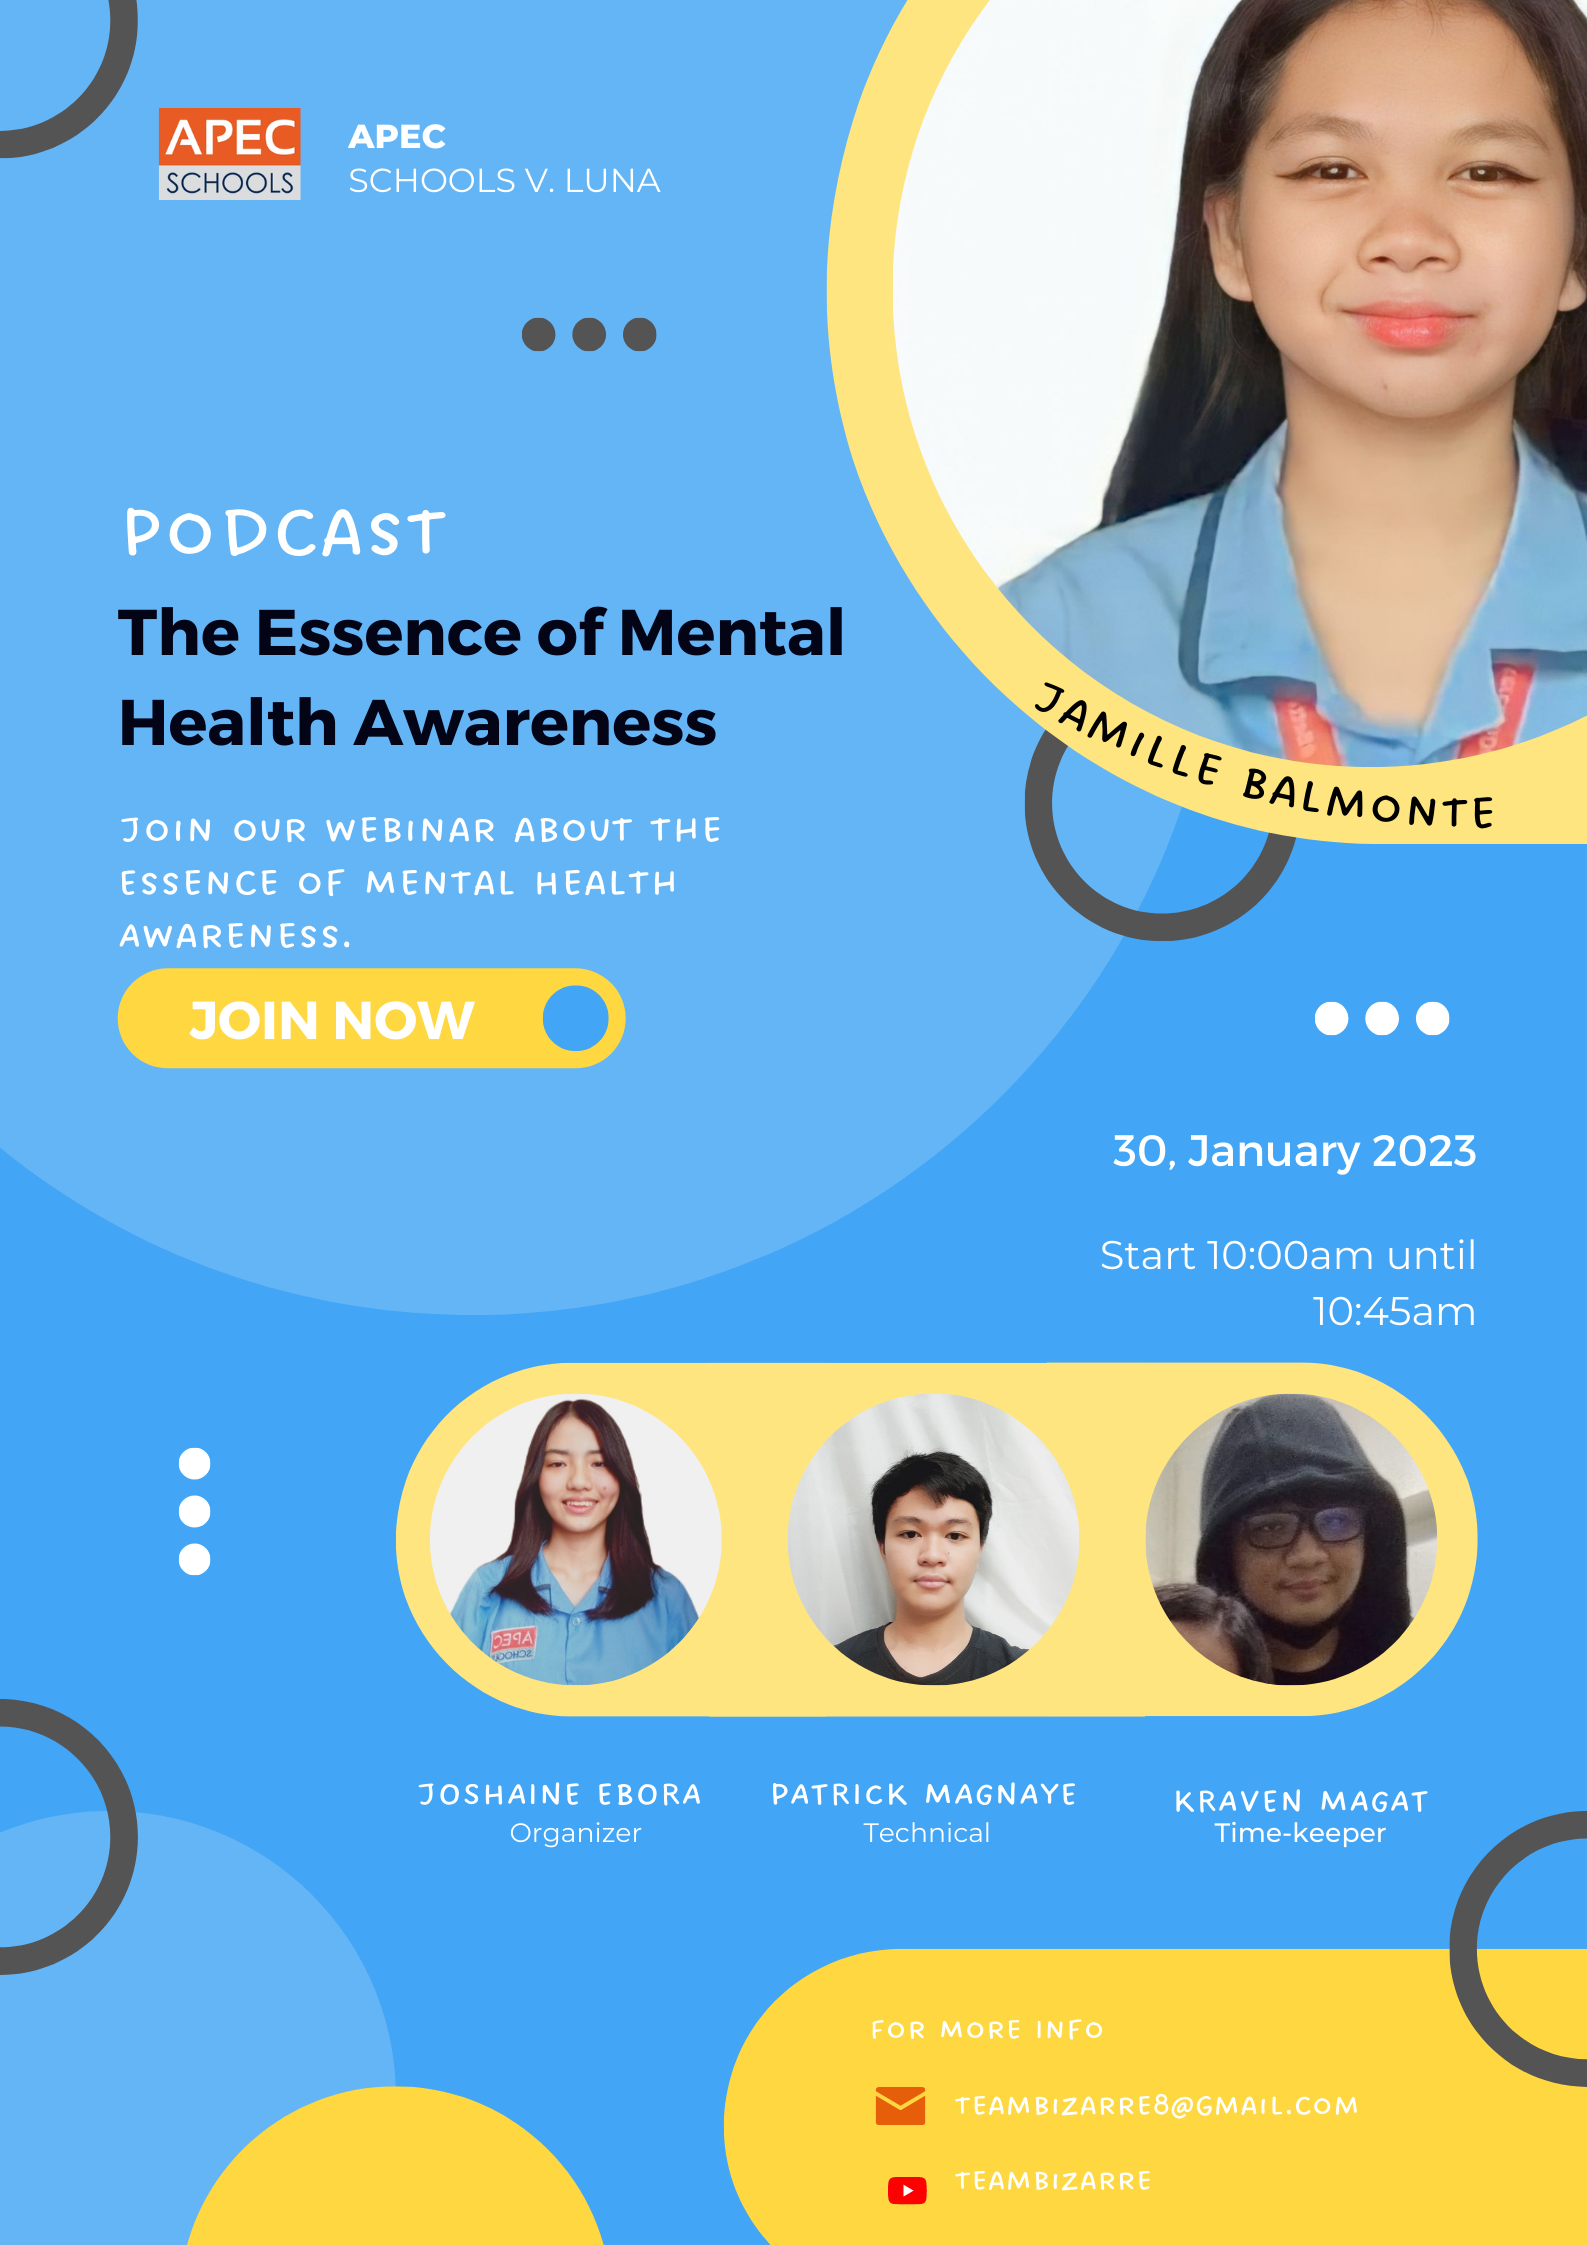 APEC
SCHOOLS
APEC
SCHOOLS V. LUNA
PODCAST
The Essence of Mental
Health Awareness
JOIN OUR WEBINAR ABOUT THE
ESSENCE OF MENTAL HEALTH
AWARENESS.
JOIN NOW
JAMILLE BALMONTE
30, January 2023
Start 10:00am until
10:45am
APEC
JOSHAINE EBORA
Organizer
PATRICK MAGNAYE
Technical
KRAVEN MAGAT
Time-keeper
FOR MORE INFO
TEAMBIZARRE8@GMAIL.COM
TEAMBIZARRE